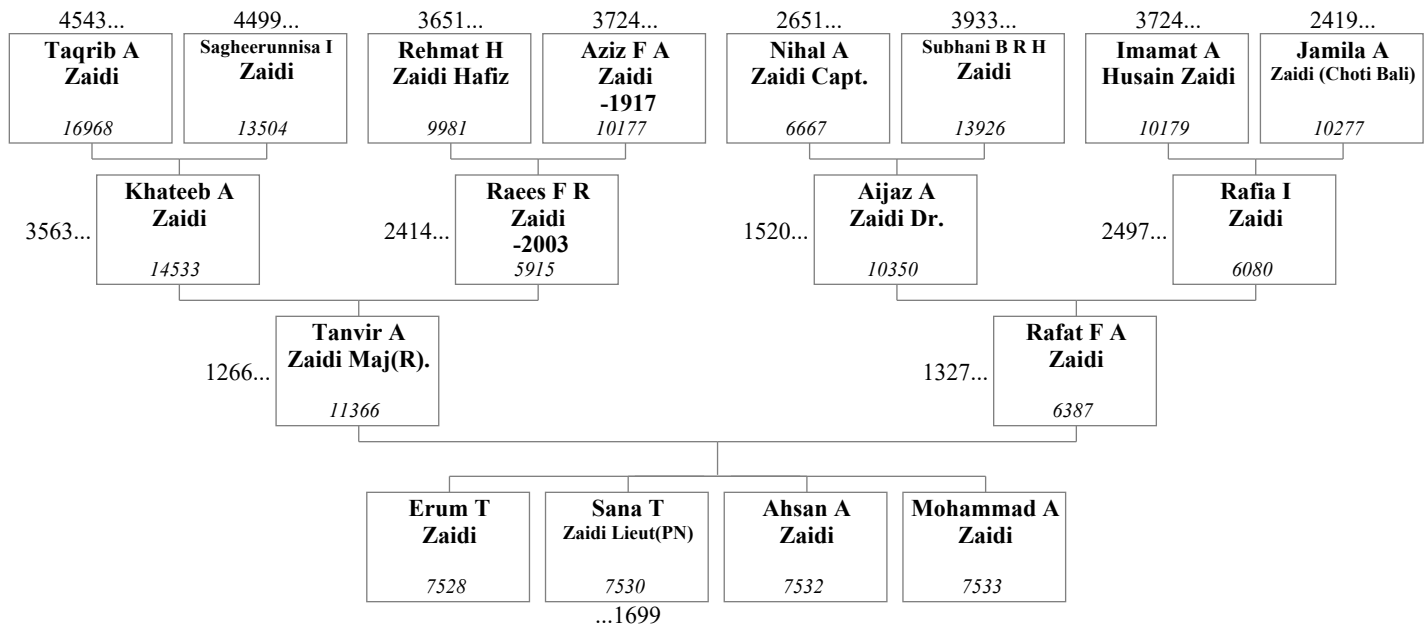 4543...
4499...
3651...
3724...
2651...
3933...
3724...
2419...
Taqrib A
Zaidi
16968
Sagheerunnisa I
Zaidi
13504
Rehmat H
Zaidi Hafiz
9981
Aziz F A
Zaidi
-1917
10177
Nihal A
Zaidi Capt.
6667
Subhani B R H
Zaidi
13926
Imamat A
Husain Zaidi
10179
Jamila A
Zaidi (Choti Bali)
10277
3563...
Khateeb A
Zaidi
14533
2414...
Raees F R
Zaidi
-2003
5915
1520...
Aijaz A
Zaidi Dr.
10350
2497...
Rafia I
Zaidi
6080
1266...
Tanvir A
Zaidi Maj(R).
11366
1327...
Rafat F A
Zaidi
6387
Erum T
Zaidi
7528
Sana T
Zaidi Lieut(PN)
7530
...1699
Ahsan A
Zaidi
7532
Mohammad A
Zaidi
7533